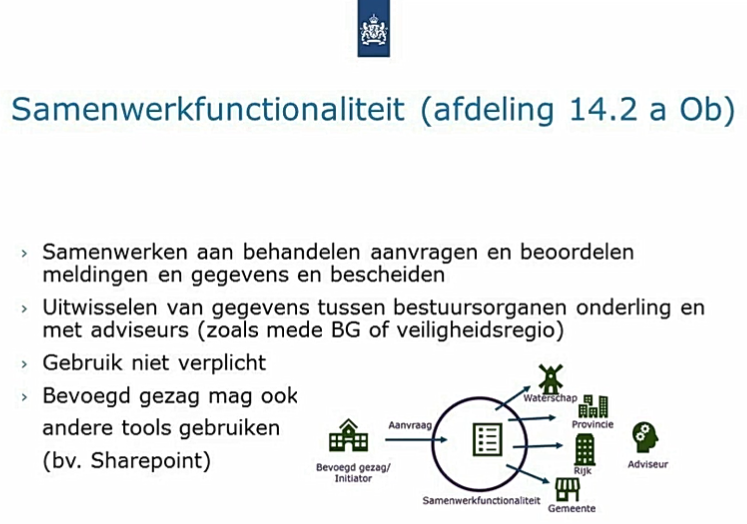 Samenwerkfunctionaliteit (afdeling 14.2 a Ob)
› Samenwerken aan behandelen aanvragen en beoordelen
meldingen en gegevens en bescheiden
› Uitwisselen van gegevens tussen bestuursorganen onderling en
met adviseurs (zoals mede BG of veiligheidsregio)
› Gebruik niet verplicht
› Bevoegd gezag mag ook
andere tools gebruiken
(bv. Sharepoint)
Bevoegd gezag/
Initiator
Aanvraag
Samenwerkfunctionaliteit
Waterschap
Provincie
Rijk
Gemeente
Adviseur